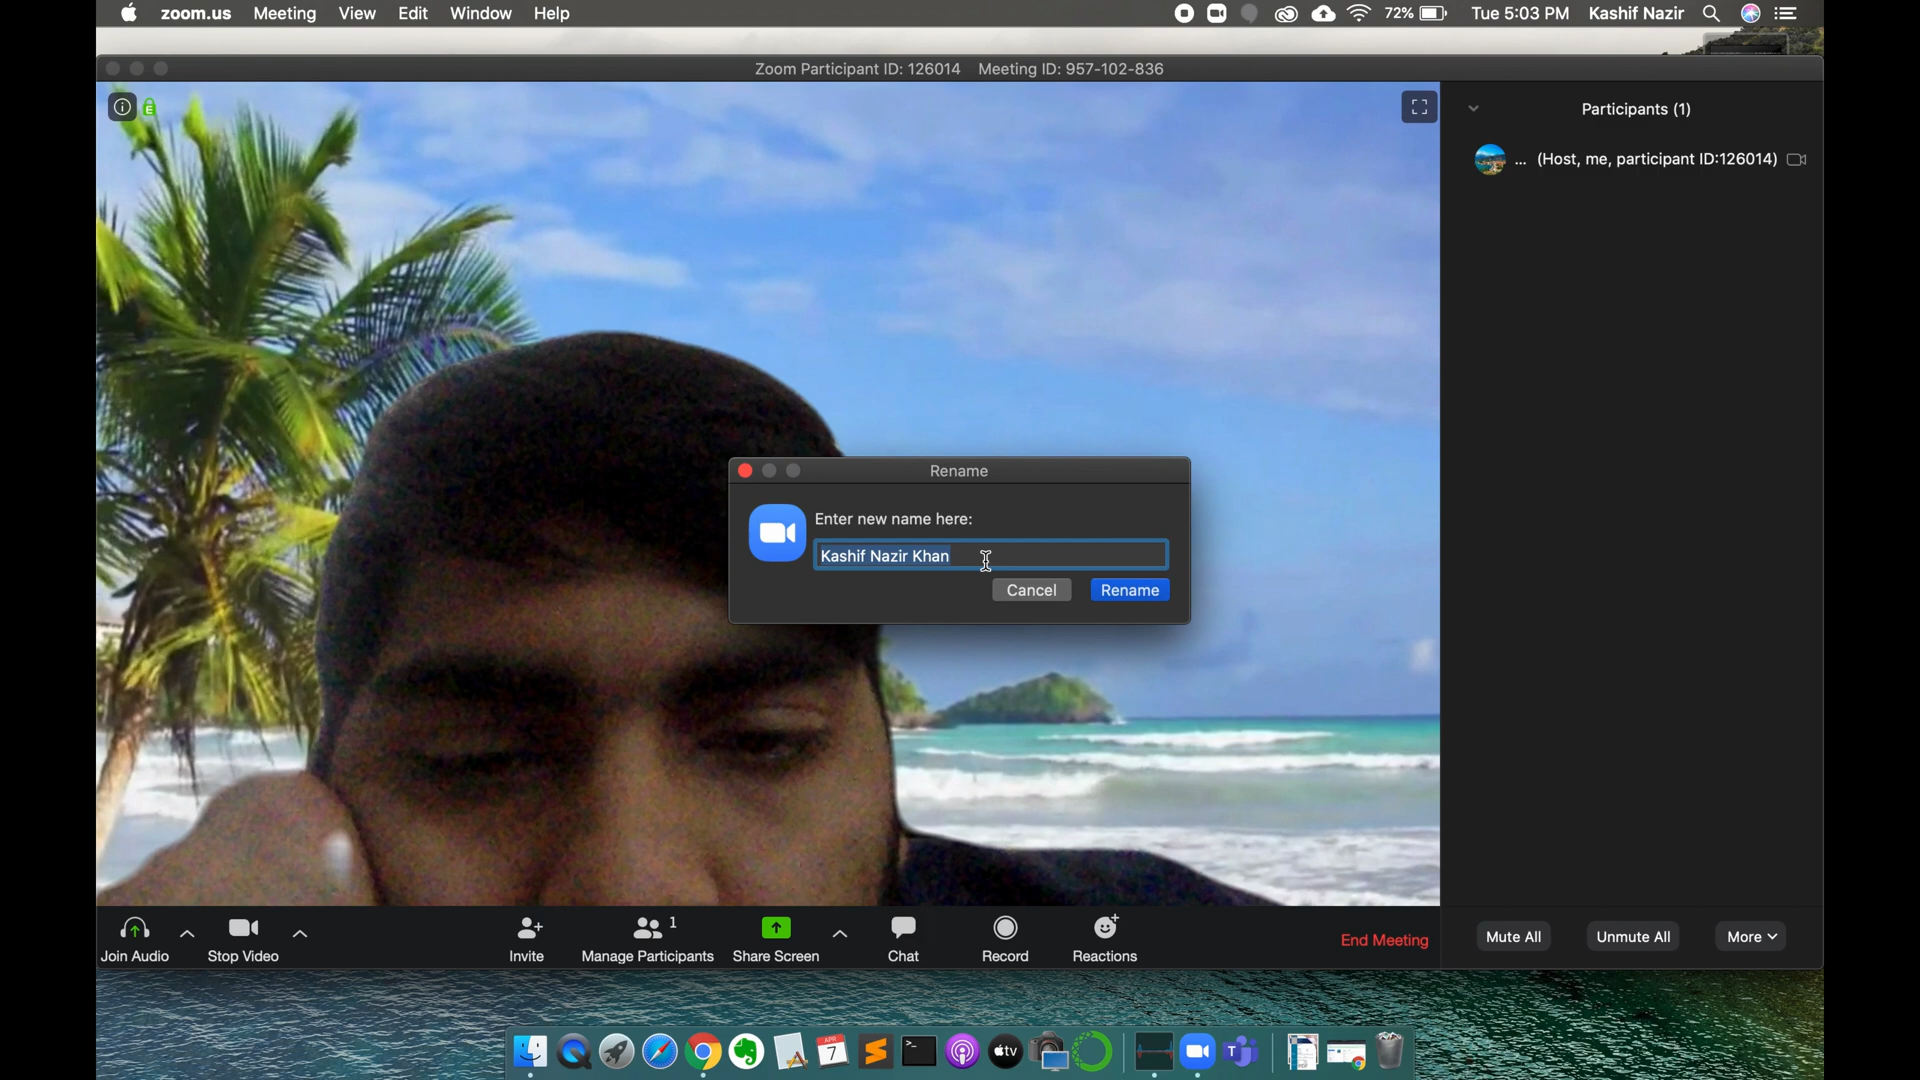 zoom.us Meeting View Edit Window Help 72% Tue 5:03 PM Kashif Nazir
Zoom Participant ID: 126014 Meeting ID: 957-102-836
Participants (1)
... (Host, me, participant ID:126014)
Rename
Enter new name here:
Kashif Nazir Khan
Cancel Rename
1
Join Audio Stop Video Invite Manage Participants Share Screen Chat Record Reactions
End Meeting
Mute All Unmute All More
APR
7
tv
T